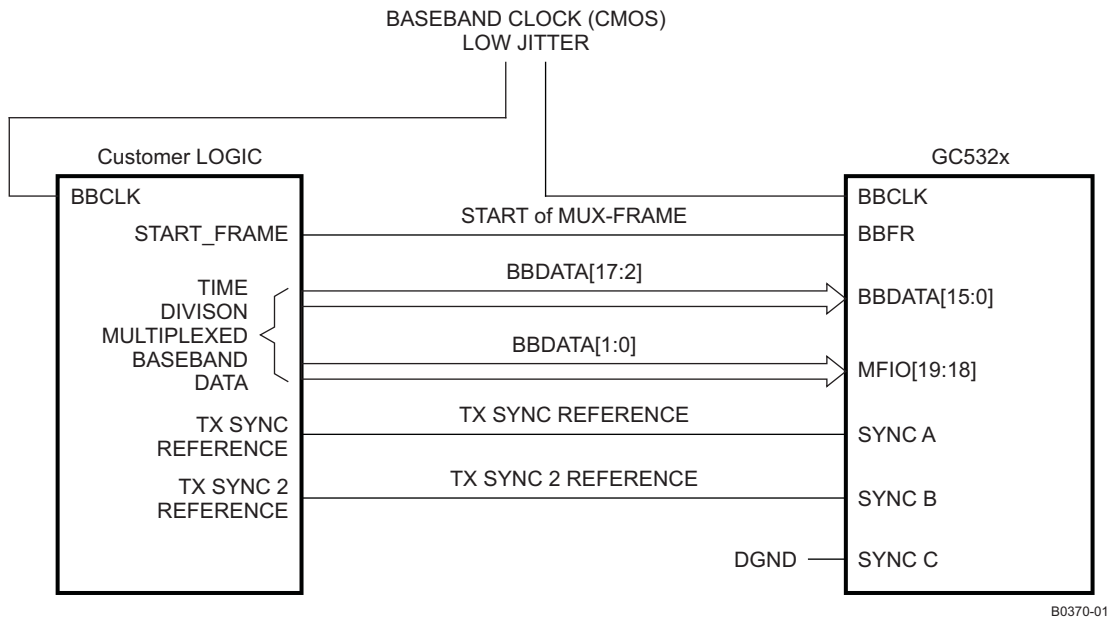 BASEBAND CLOCK (CMOS)
LOW JITTER
Customer LOGIC
GC532x
BBCLK
BBCLK
START_FRAME
START of MUX-FRAME
BBFR
TIME
DIVISON
MULTIPLEXED
BASEBAND
DATA
BBDATA[17:2]
BBDATA[15:0]
BBDATA[1:0]
MFIO[19:18]
TX SYNC
REFERENCE
TX SYNC REFERENCE
SYNC A
TX SYNC 2
REFERENCE
TX SYNC 2 REFERENCE
SYNC B
DGND
SYNC C
B0370-01